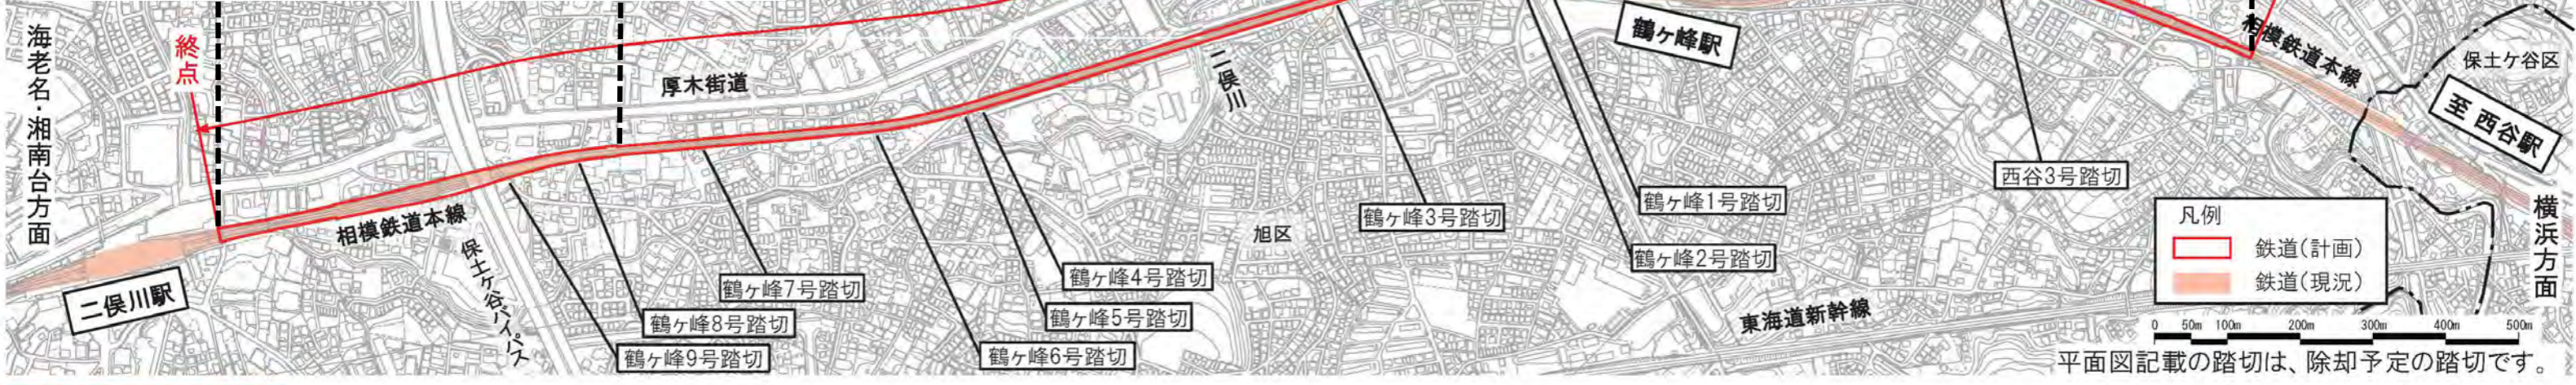 海老名・湘南台方面
終点
厚木街道
二俣川
鶴ヶ峰駅
相模鉄道本線
保土ケ谷区
至 西谷駅
横浜方面
二俣川駅
相模鉄道本線
保土ケ谷バイパス
鶴ヶ峰9号踏切
鶴ヶ峰8号踏切
鶴ヶ峰7号踏切
鶴ヶ峰6号踏切
鶴ヶ峰5号踏切
鶴ヶ峰4号踏切
旭区
鶴ヶ峰3号踏切
鶴ヶ峰1号踏切
鶴ヶ峰2号踏切
東海道新幹線
西谷3号踏切
凡例
鉄道(計画)
鉄道(現況)
0 50m 100m 200m 300m 400m 500m
平面図記載の踏切は、除却予定の踏切です。